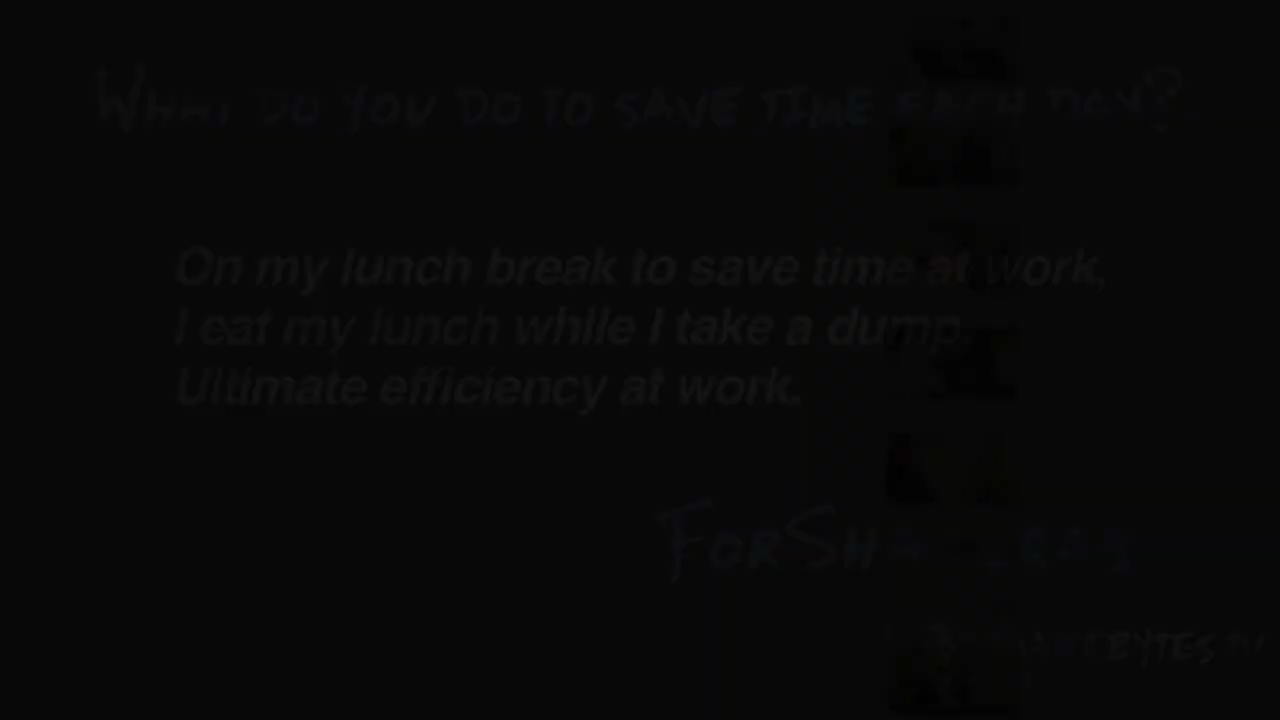 WHAT DO YOU DO TO SAVE TIME EACH DAY?
On my lunch break to save time at work,
I eat my lunch while I take a dump.
Ultimate efficiency at work.